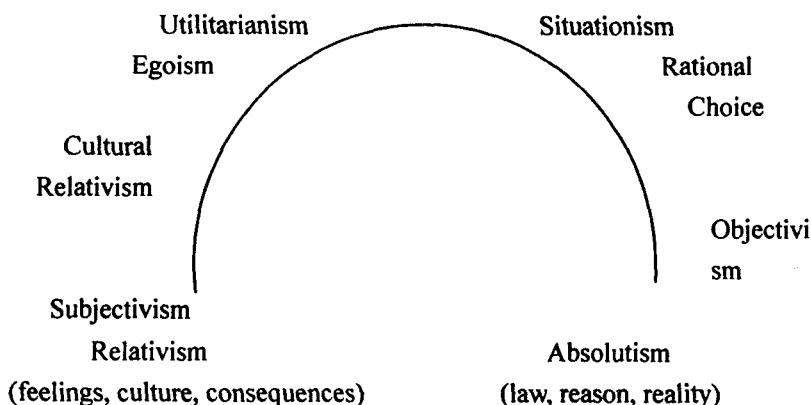 Utilitarianism
Situationism
Egoism
Rational
Choice
Cultural
Relativism
Objectivi
sm
Subjectivism
Relativism
Absolutism
(feelings, culture, consequences)
(law, reason, reality)